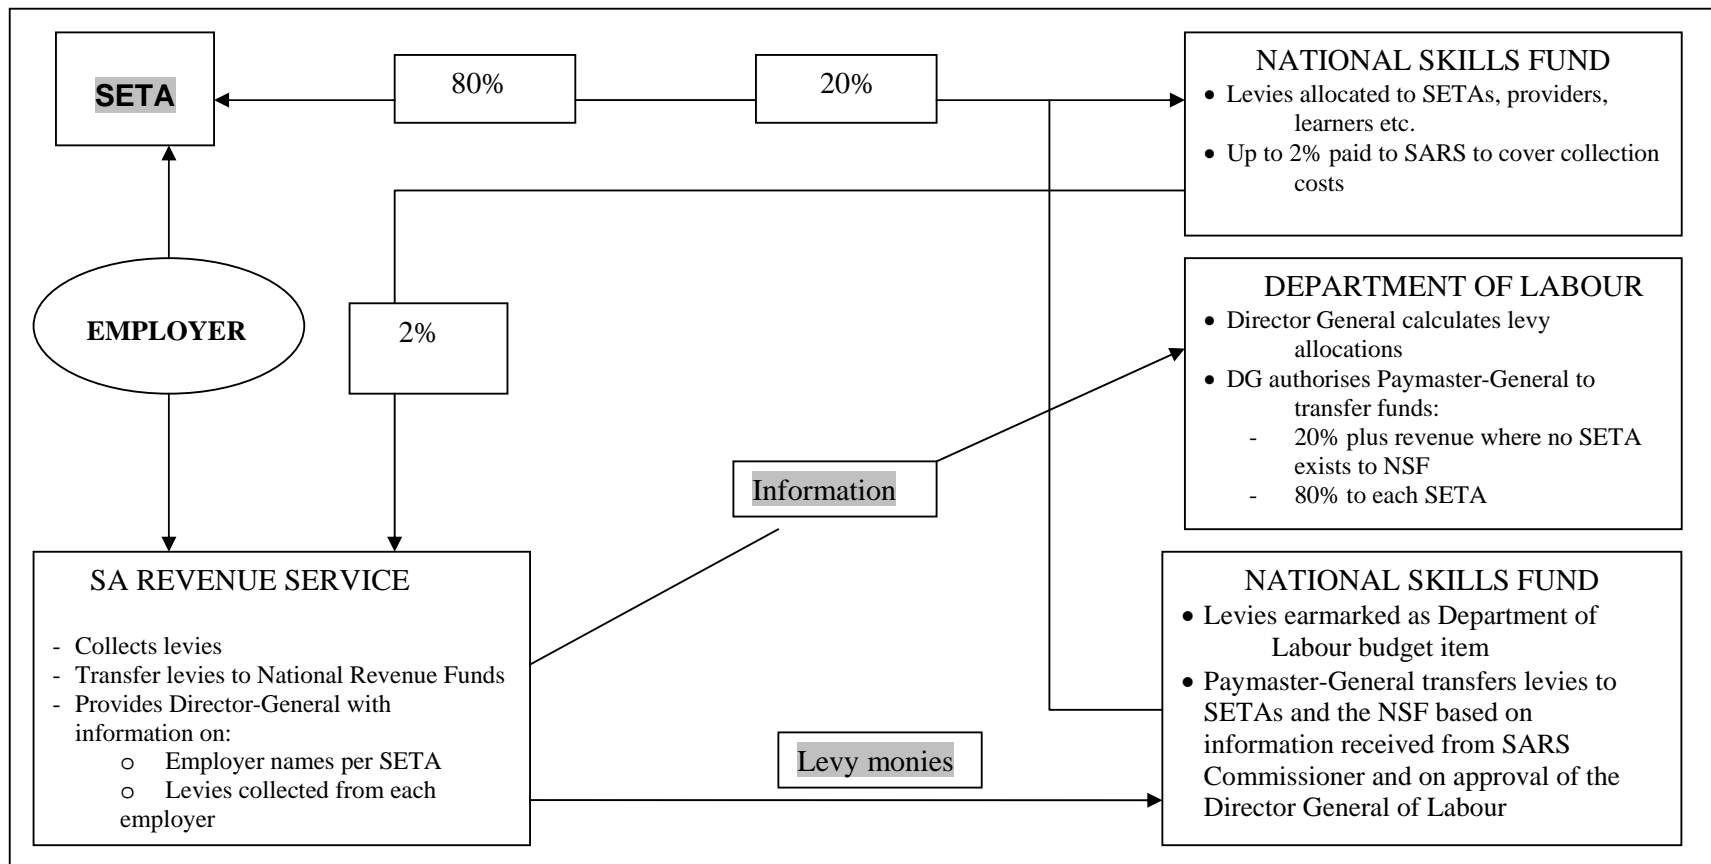 SETA
80%
20%
NATIONAL SKILLS FUND
• Levies allocated to SETAs, providers,
learners etc.
• Up to 2% paid to SARS to cover collection
costs
EMPLOYER
2%
DEPARTMENT OF LABOUR
• Director General calculates levy
allocations
• DG authorises Paymaster-General to
transfer funds:
- 20% plus revenue where no SETA
exists to NSF
- 80% to each SETA
Information
SA REVENUE SERVICE
- Collects levies
- Transfer levies to National Revenue Funds
- Provides Director-General with
information on:
o Employer names per SETA
o Levies collected from each
employer
Levy monies
NATIONAL SKILLS FUND
• Levies earmarked as Department of
Labour budget item
• Paymaster-General transfers levies to
SETAs and the NSF based on
information received from SARS
Commissioner and on approval of the
Director General of Labour